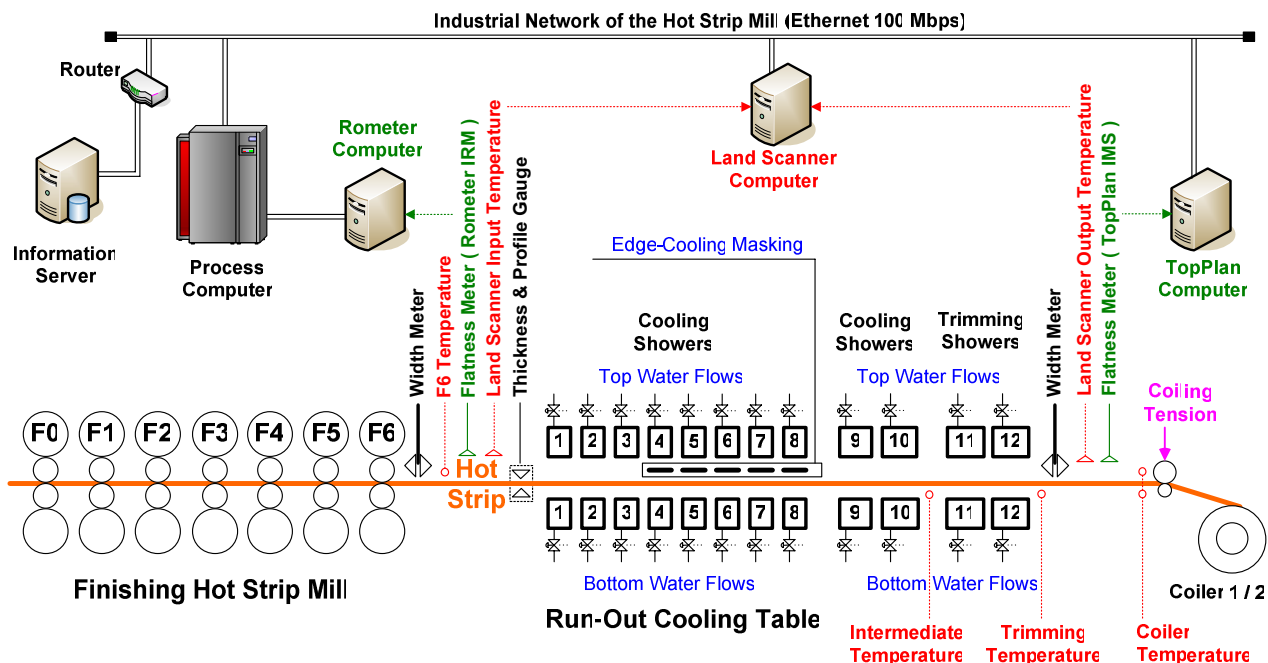 Industrial Network of the Hot Strip Mill (Ethernet 100 Mbps)
Router
Information
Server
Process
Computer
Rometer
Computer
Land Scanner
Computer
TopPlan
Computer
Width Meter
F6 Temperature
Flatness Meter ( Rometer IRM )
Land Scanner Input Temperature
Thickness & Profile Gauge
Edge-Cooling Masking
Cooling
Showers
Top Water Flows
Cooling
Showers
Trimming
Showers
Top Water Flows
Width Meter
Land Scanner Output Temperature
Flatness Meter ( TopPlan IMS )
Coiling
Tension
F0 F1 F2 F3 F4 F5 F6
Hot
Strip
1 2 3 4 5 6 7 8 9 10 11 12
1 2 3 4 5 6 7 8 9 10 11 12
Bottom Water Flows
Bottom Water Flows
Finishing Hot Strip Mill
Run-Out Cooling Table
Coiler 1 / 2
Intermediate
Temperature
Trimming
Temperature
Coiler
Temperature